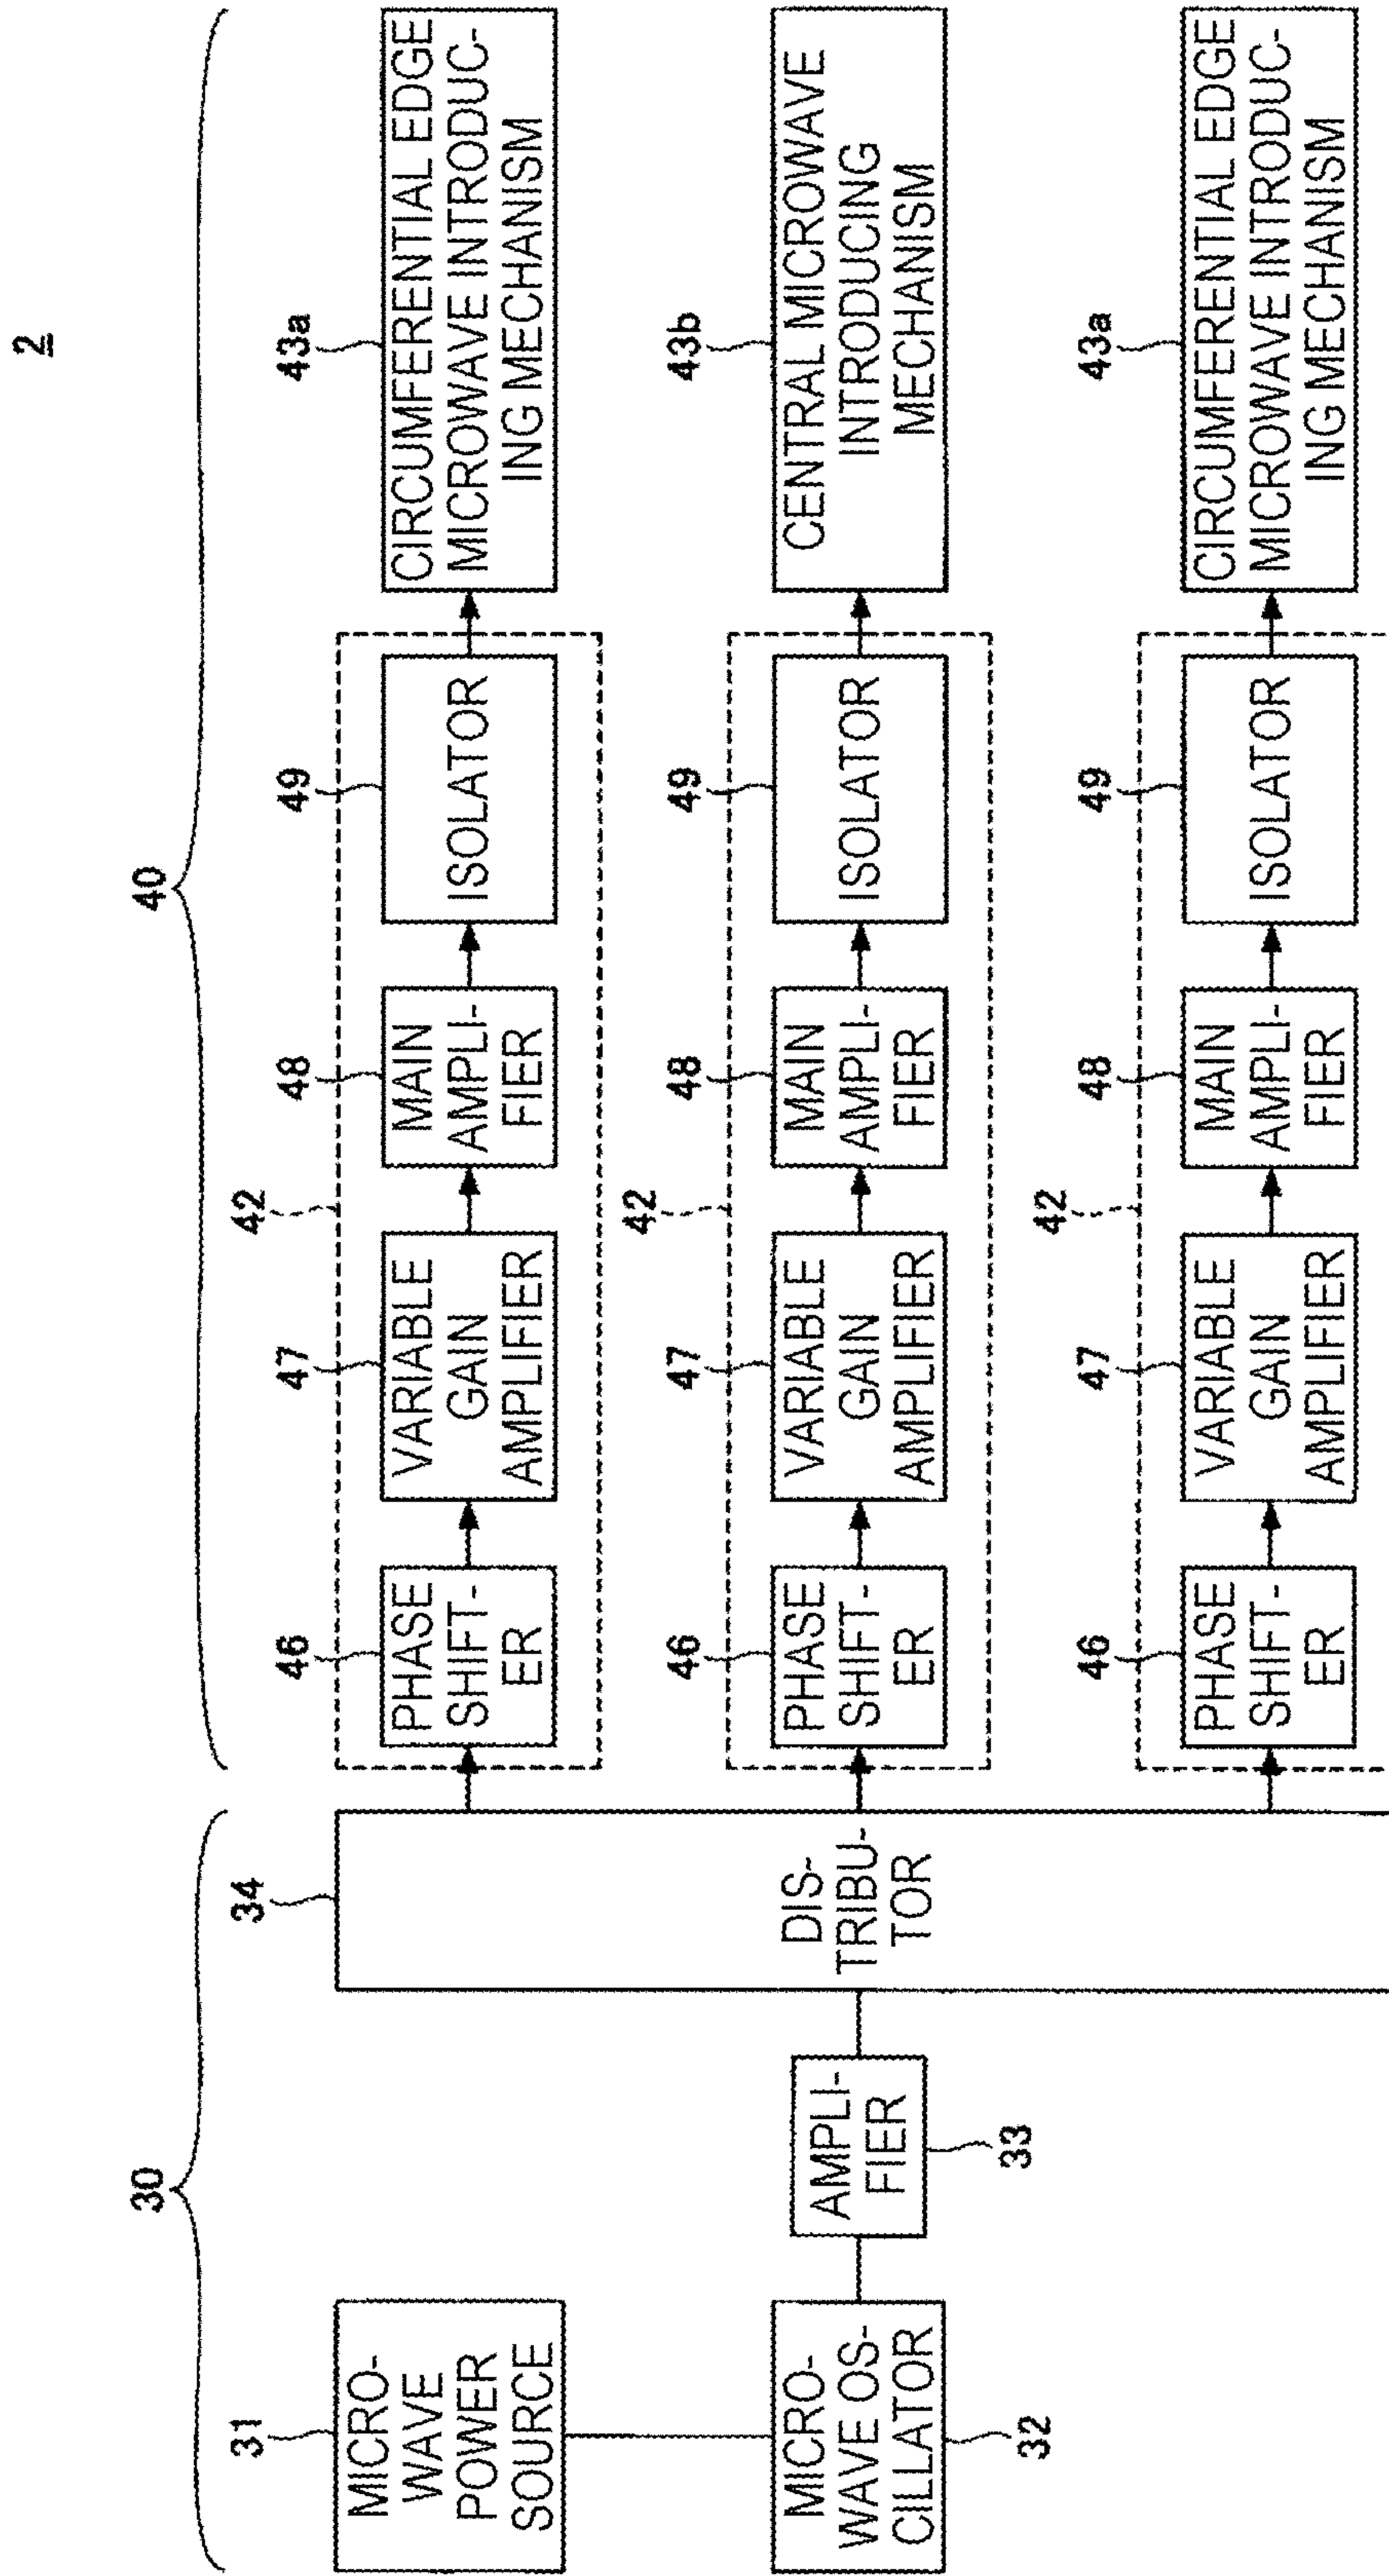 2
30
40
31
MICRO-
WAVE
POWER
SOURCE
MICRO-
WAVE OS-
CILLATOR
32
AMPLI-
FIER
33
34
DIS-
TRIBU-
TOR
42
46
PHASE
SHIFT-
ER
47
VARIABLE
GAIN
AMPLIFIER
48
MAIN
AMPLI-
FIER
49
ISOLATOR
43a
CIRCUMFERENTIAL EDGE
MICROWAVE INTRODUC-
ING MECHANISM
42
46
PHASE
SHIFT-
ER
47
VARIABLE
GAIN
AMPLIFIER
48
MAIN
AMPLI-
FIER
49
ISOLATOR
43b
CENTRAL MICROWAVE
INTRODUCING
MECHANISM
42
46
PHASE
SHIFT-
ER
47
VARIABLE
GAIN
AMPLIFIER
48
MAIN
AMPLI-
FIER
49
ISOLATOR
43a
CIRCUMFERENTIAL EDGE
MICROWAVE INTRODUC-
ING MECHANISM